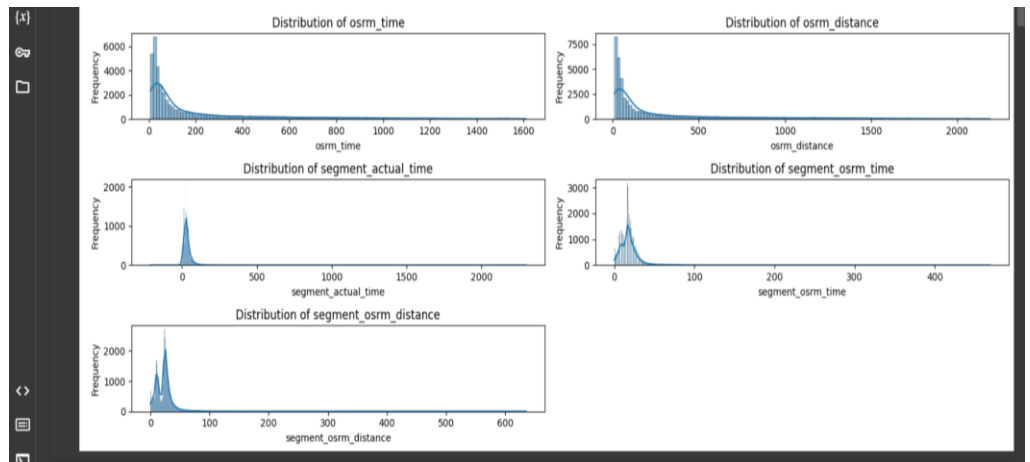 {x}
Distribution of osrm_time
Frequency
6000
4000
2000
0
0 200 400 600 800 1000 1200 1400 1600
osrm_time
Distribution of osrm_distance
Frequency
7500
5000
2500
0
0 500 1000 1500 2000
osrm_distance
Distribution of segment_actual_time
Frequency
2000
1000
0
0 500 1000 1500 2000
segment_actual_time
Distribution of segment_osrm_time
Frequency
3000
2000
1000
0
0 100 200 300 400
segment_osrm_time
Distribution of segment_osrm_distance
Frequency
2000
1000
0
0 100 200 300 400 500 600
segment_osrm_distance
<>